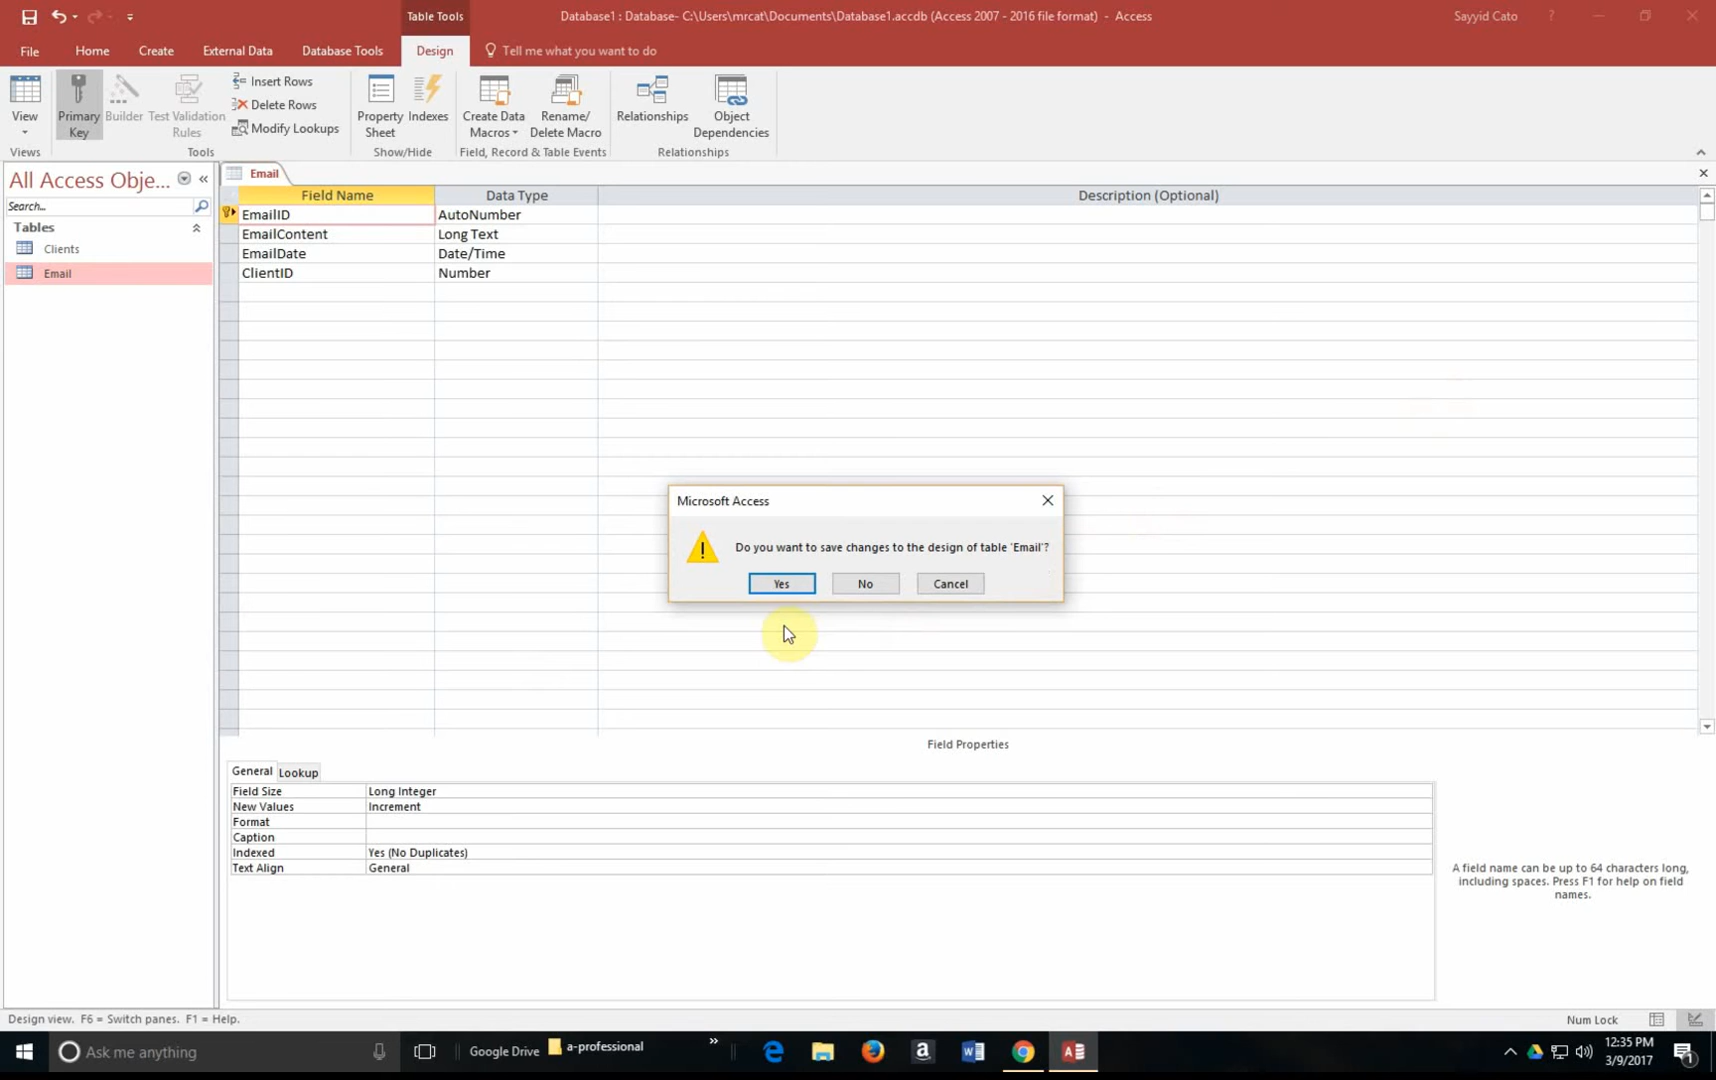 Table Tools
Database1 : Database- C:\Users\mrcat\Documents\Database1.accdb (Access 2007 - 2016 file format) - Access
Sayyid Cato
?
File
Home
Create
External Data
Database Tools
Design
Tell me what you want to do
View
Primary Key
Builder
Test Validation Rules
Insert Rows
Delete Rows
Modify Lookups
Property Sheet
Indexes
Create Data Macros
Rename/ Delete Macro
Relationships
Object Dependencies
Views
Tools
Show/Hide
Field, Record & Table Events
Relationships
All Access Obje...
Search...
Tables
Clients
Email
Email
Field Name
Data Type
Description (Optional)
EmailID
AutoNumber
EmailContent
Long Text
EmailDate
Date/Time
ClientID
Number
Microsoft Access
Do you want to save changes to the design of table 'Email'?
Yes
No
Cancel
Field Properties
General
Lookup
Field Size
Long Integer
New Values
Increment
Format
Caption
Indexed
Yes (No Duplicates)
Text Align
General
A field name can be up to 64 characters long,
including spaces. Press F1 for help on field
names.
Design view. F6 = Switch panes. F1 = Help.
Num Lock
Ask me anything
Google Drive
a-professional
12:35 PM
3/9/2017
1